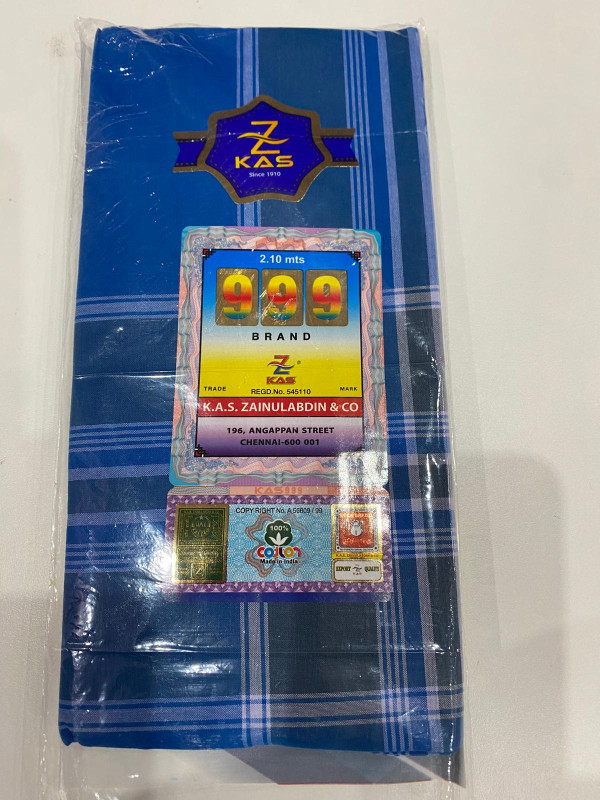 Z
KAS
Since 1910
2.10 mts
999
BRAND
Z
KAS
TRADE
REGD.No. 545110
MARK
K.A.S. ZAINULABDIN & CO
196, ANGAPPAN STREET
CHENNAI-600 001
KAS999
COPY RIGHT No. A 56609 / 99
100%
COTTON
Made in India
EXPORT
QUALITY